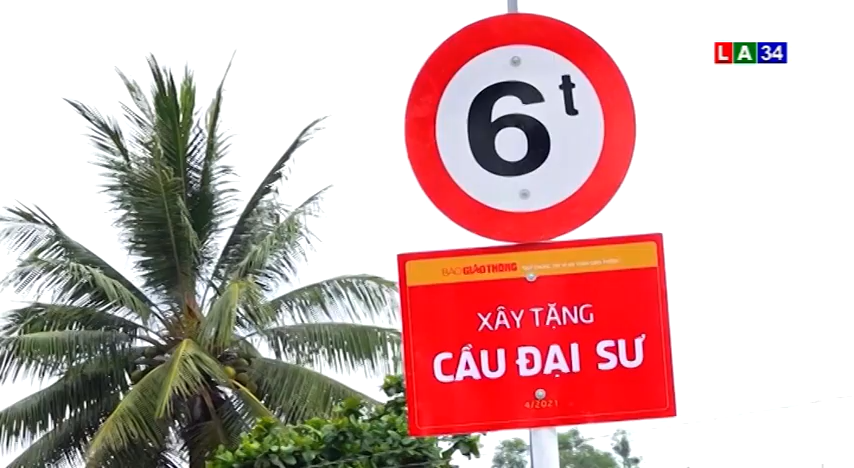 LA34
6t
BÁO GIAO THÔNG
XÂY TẶNG
CẦU ĐẠI SƯ
4/2021